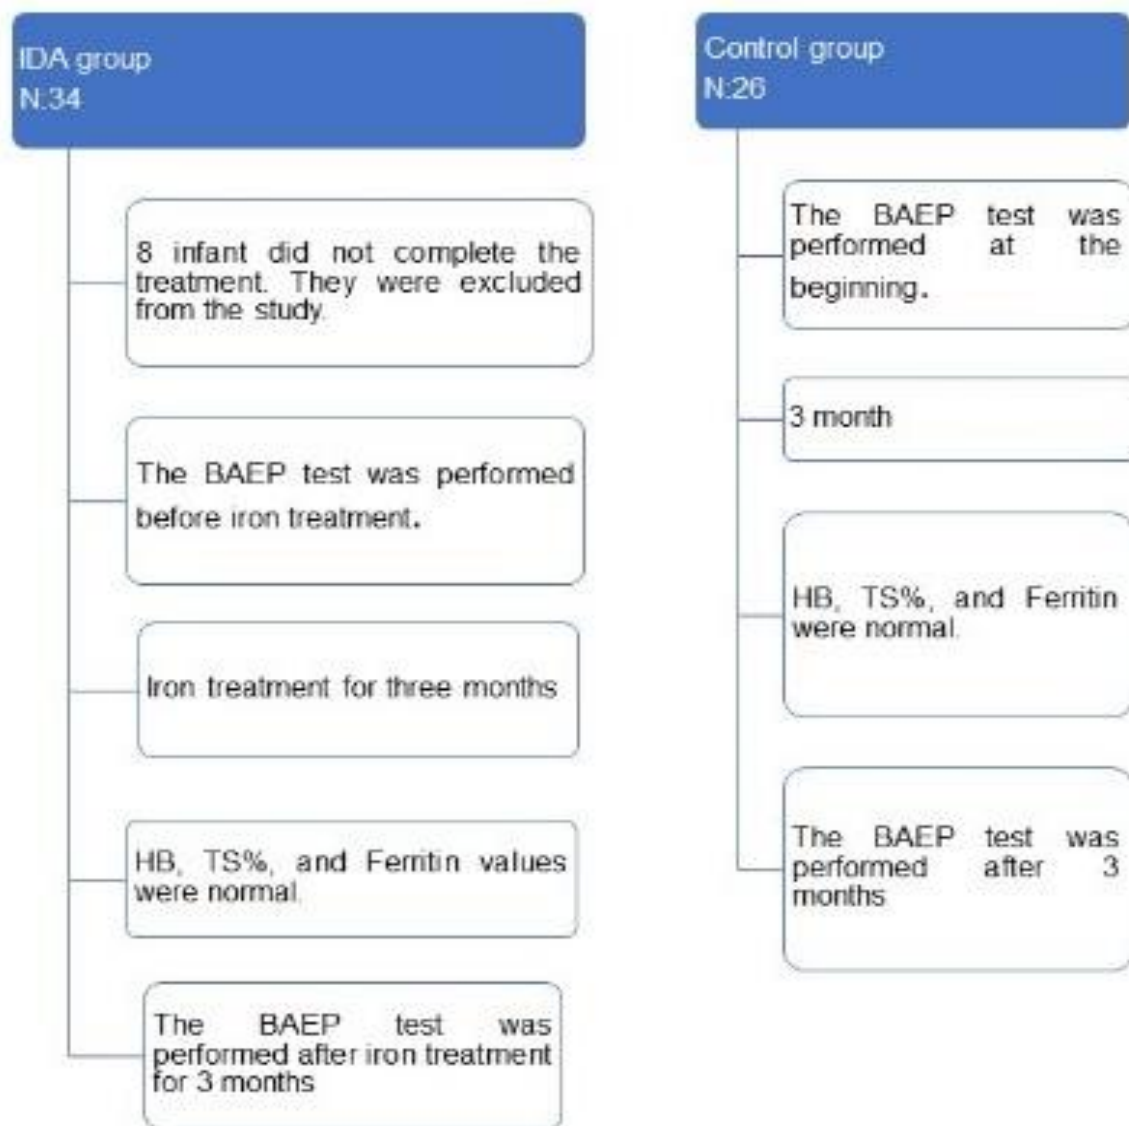 IDA group
N:34
8 infant did not complete the
treatment. They were excluded
from the study.
The BAEP test was performed
before iron treatment.
Iron treatment for three months
HB, TS%, and Ferritin values
were normal.
The BAEP test was
performed after iron treatment
for 3 months
Control group
N:26
The BAEP test was
performed at the
beginning.
3 month
HB, TS%, and Ferritin
were normal.
The BAEP test was
performed after 3
months